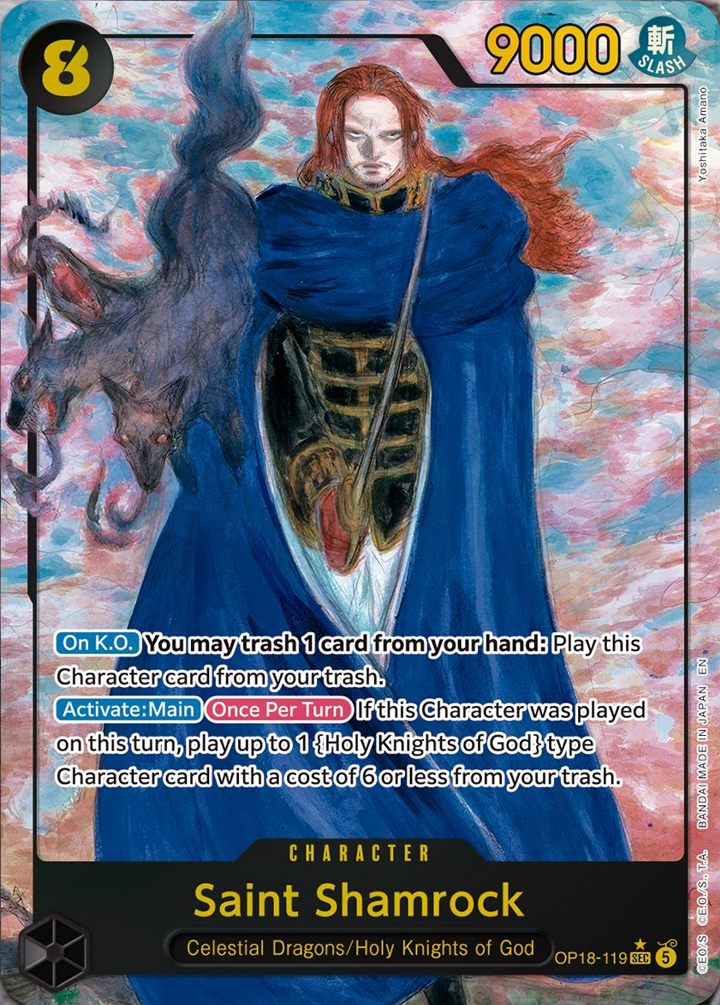 8
9000
斬
SLASH
Yoshitaka Amano
On K.O. You may trash 1 card from your hand: Play this
Character card from your trash.
Activate:Main Once Per Turn If this Character was played
on this turn, play up to 1 {Holy Knights of God} type
Character card with a cost of 6 or less from your trash.
©EO/S ©E.O./S., T.A. BANDAI MADE IN JAPAN EN
CHARACTER
Saint Shamrock
Celestial Dragons/Holy Knights of God
OP18-119 SEC 5